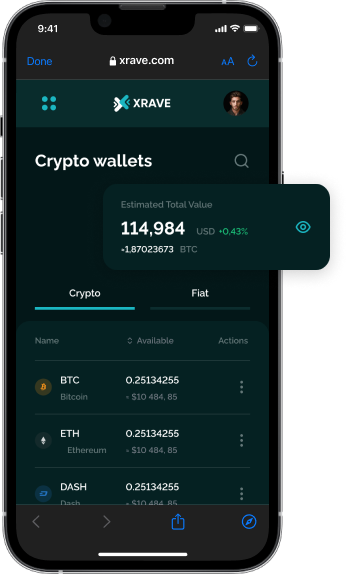 9:41
Done
xrave.com
AA
XRAVE
Crypto wallets
Estimated Total Value
114,984 USD +0,43%
≈1,87023673 BTC
Crypto Fiat
Name Available Actions
BTC 0.25134255
Bitcoin ≈ $10 484, 85
ETH 0.25134255
Ethereum ≈ $10 484, 85
DASH 0.25134255
Dash ≈ $10 484, 85